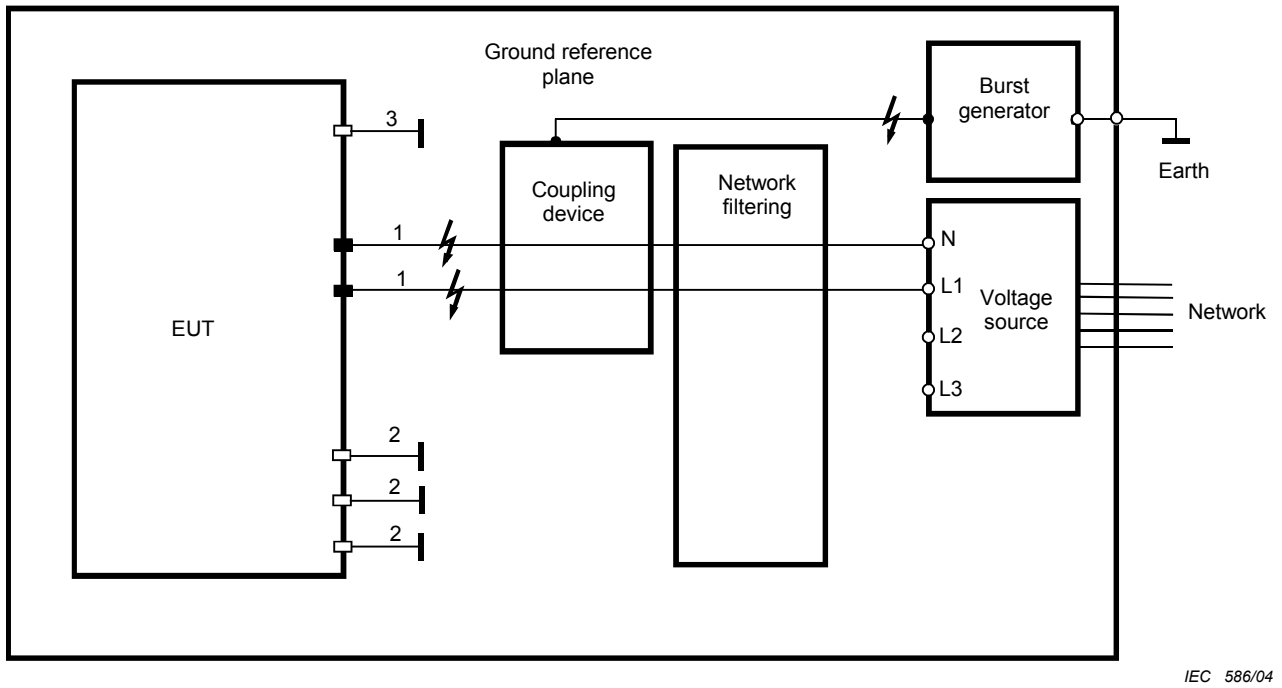 Ground reference
plane
Burst
generator
Earth
3
Coupling
device
Network
filtering
1
1
N
L1
L2
L3
Voltage
source
Network
EUT
2
2
2
IEC 586/04